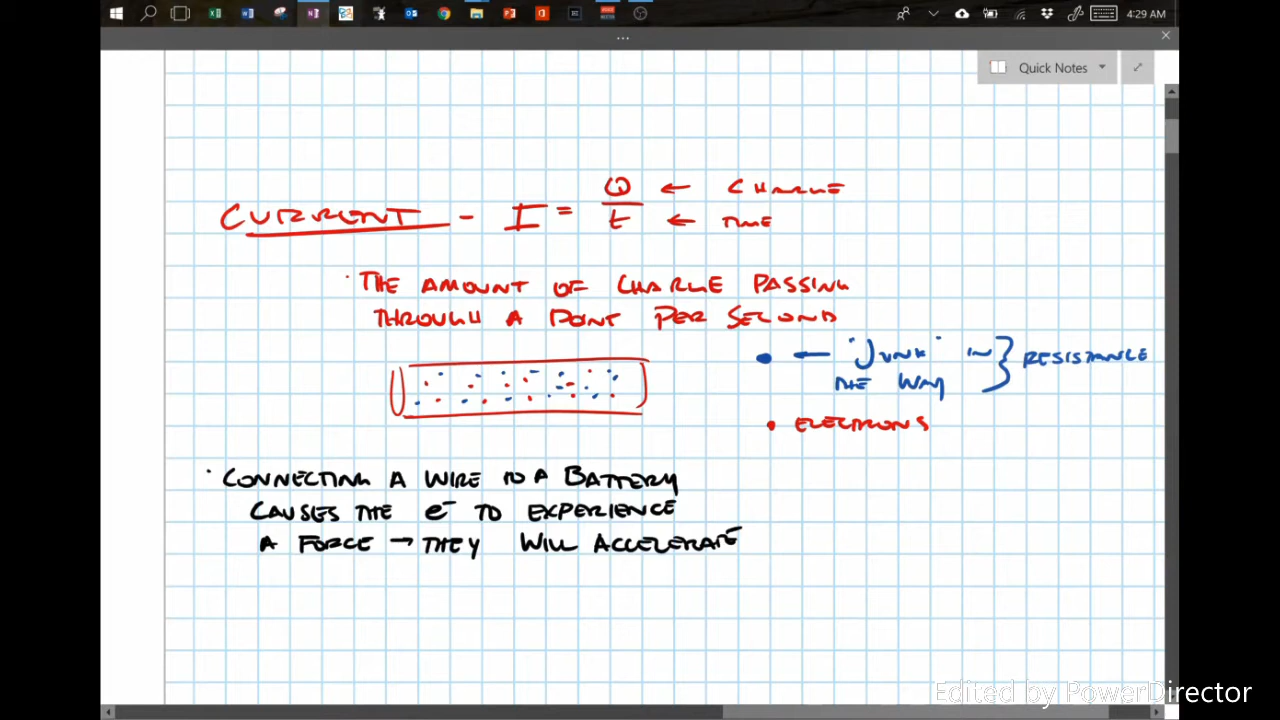 4:29 AM
...
Quick Notes
CURRENT - I = Q/t ← CHARGE
← TIME
· THE AMOUNT OF CHARGE PASSING
THROUGH A POINT PER SECOND
• ← "JUNK" IN } RESISTANCE
THE WAY
• ELECTRONS
· CONNECTING A WIRE TO A BATTERY
CAUSES THE e⁻ TO EXPERIENCE
A FORCE → THEY WILL ACCELERATE
Edited by PowerDirector